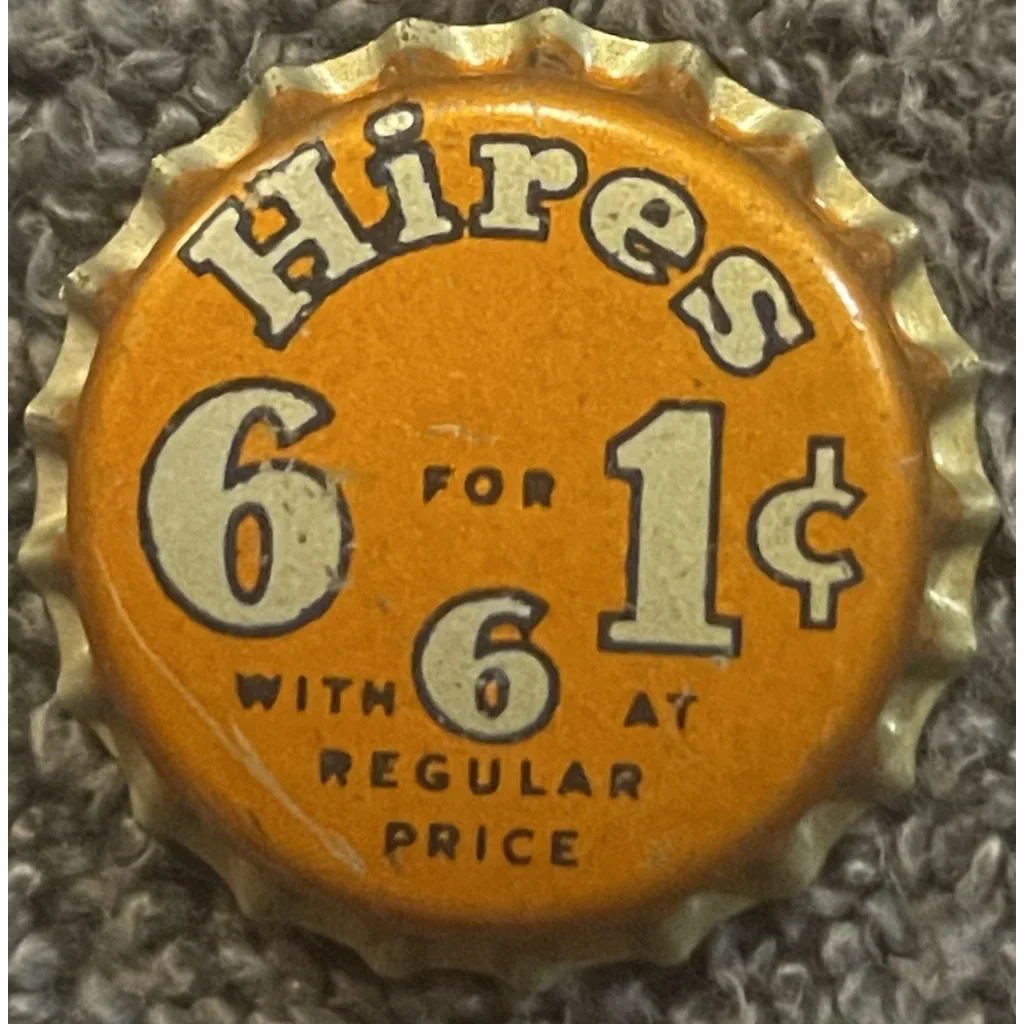 Hires
6 FOR 1¢
WITH 6 AT
REGULAR
PRICE